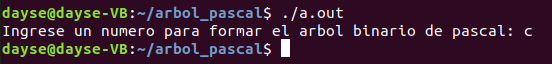 dayse@dayse-VB:~/arbol_pascal$ ./a.out
Ingrese un numero para formar el arbol binario de pascal: c
dayse@dayse-VB:~/arbol_pascal$